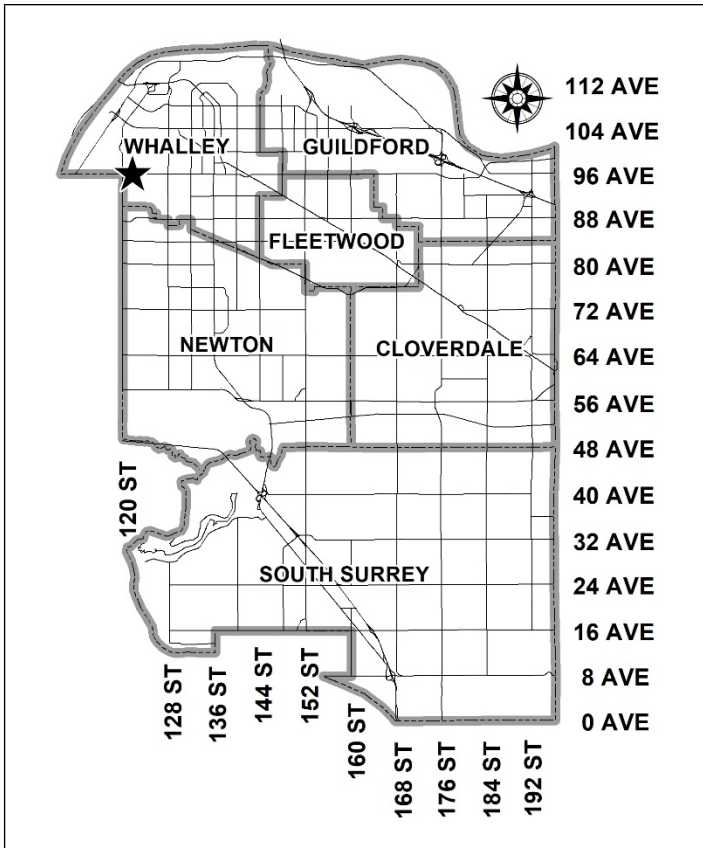 112 AVE
104 AVE
WHALLEY
GUILDFORD
96 AVE
88 AVE
FLEETWOOD
80 AVE
72 AVE
NEWTON
CLOVERDALE
64 AVE
56 AVE
48 AVE
120 ST
40 AVE
32 AVE
SOUTH SURREY
24 AVE
16 AVE
8 AVE
0 AVE
128 ST
136 ST
144 ST
152 ST
160 ST
168 ST
176 ST
184 ST
192 ST